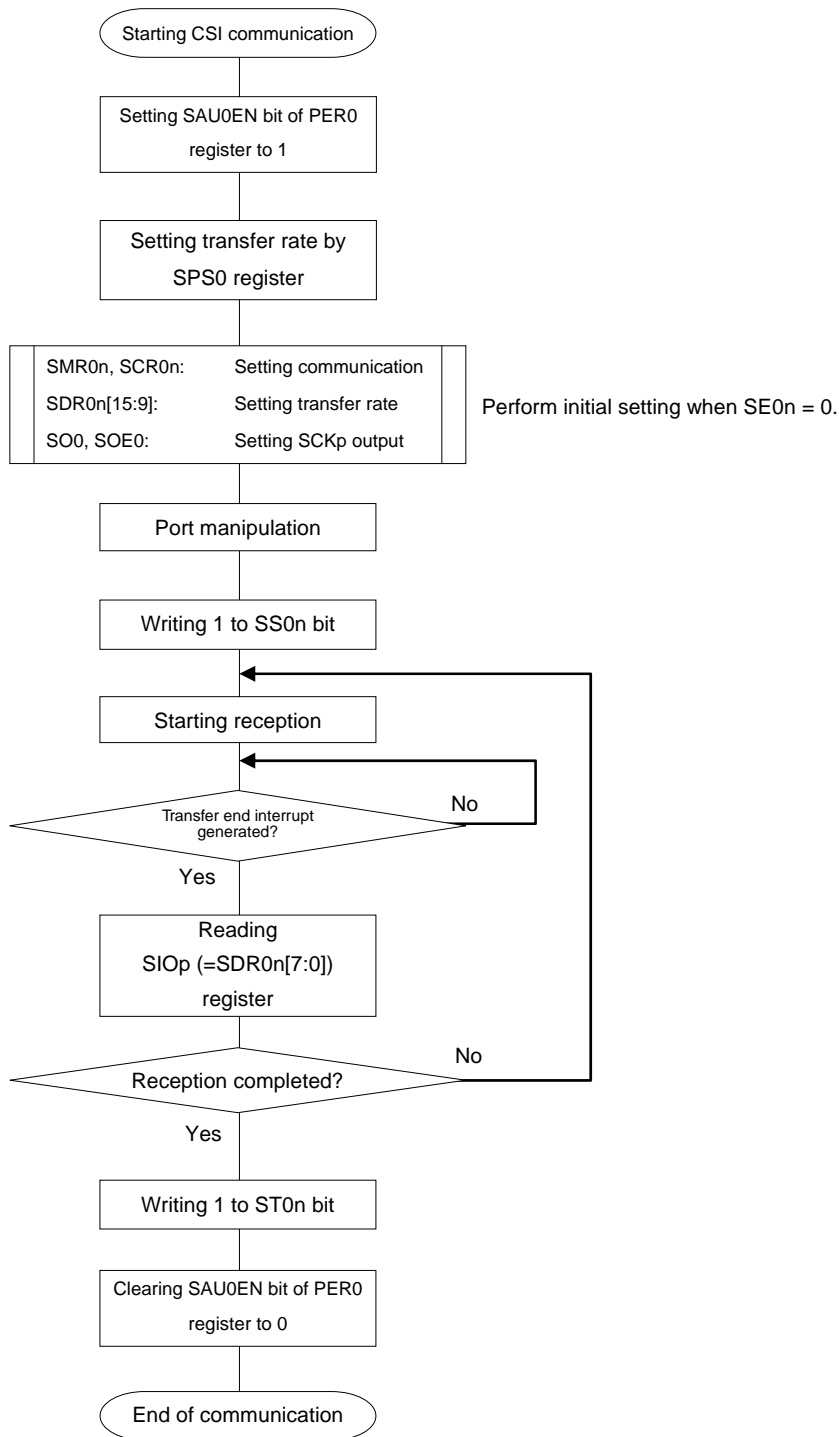 Starting CSI communication
Setting SAU0EN bit of PER0
register to 1
Setting transfer rate by
SPS0 register
SMR0n, SCR0n: Setting communication
SDR0n[15:9]: Setting transfer rate
SO0, SOE0: Setting SCKp output
Perform initial setting when SE0n = 0.
Port manipulation
Writing 1 to SS0n bit
Starting reception
Transfer end interrupt
generated?
No
Yes
Reading
SIOp (=SDR0n[7:0])
register
Reception completed?
No
Yes
Writing 1 to ST0n bit
Clearing SAU0EN bit of PER0
register to 0
End of communication